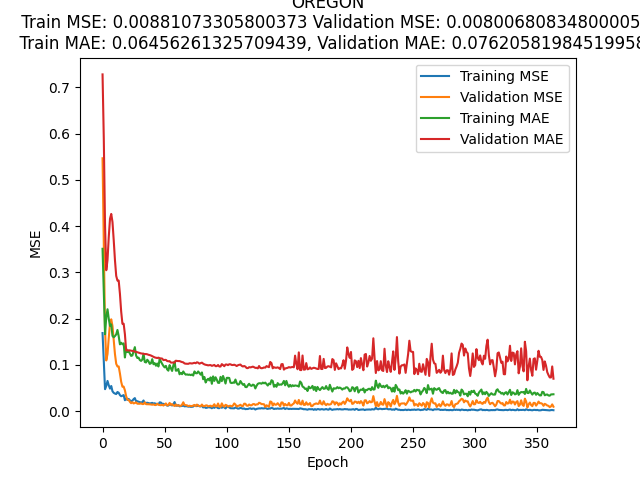 OREGON
Train MSE: 0.00881073305800373 Validation MSE: 0.00800680834800005
Train MAE: 0.06456261325709439, Validation MAE: 0.0762058198451995
Training MSE
Validation MSE
Training MAE
Validation MAE
0.7
0.6
0.5
0.4
0.3
0.2
0.1
0.0
MSE
0 50 100 150 200 250 300 350
Epoch